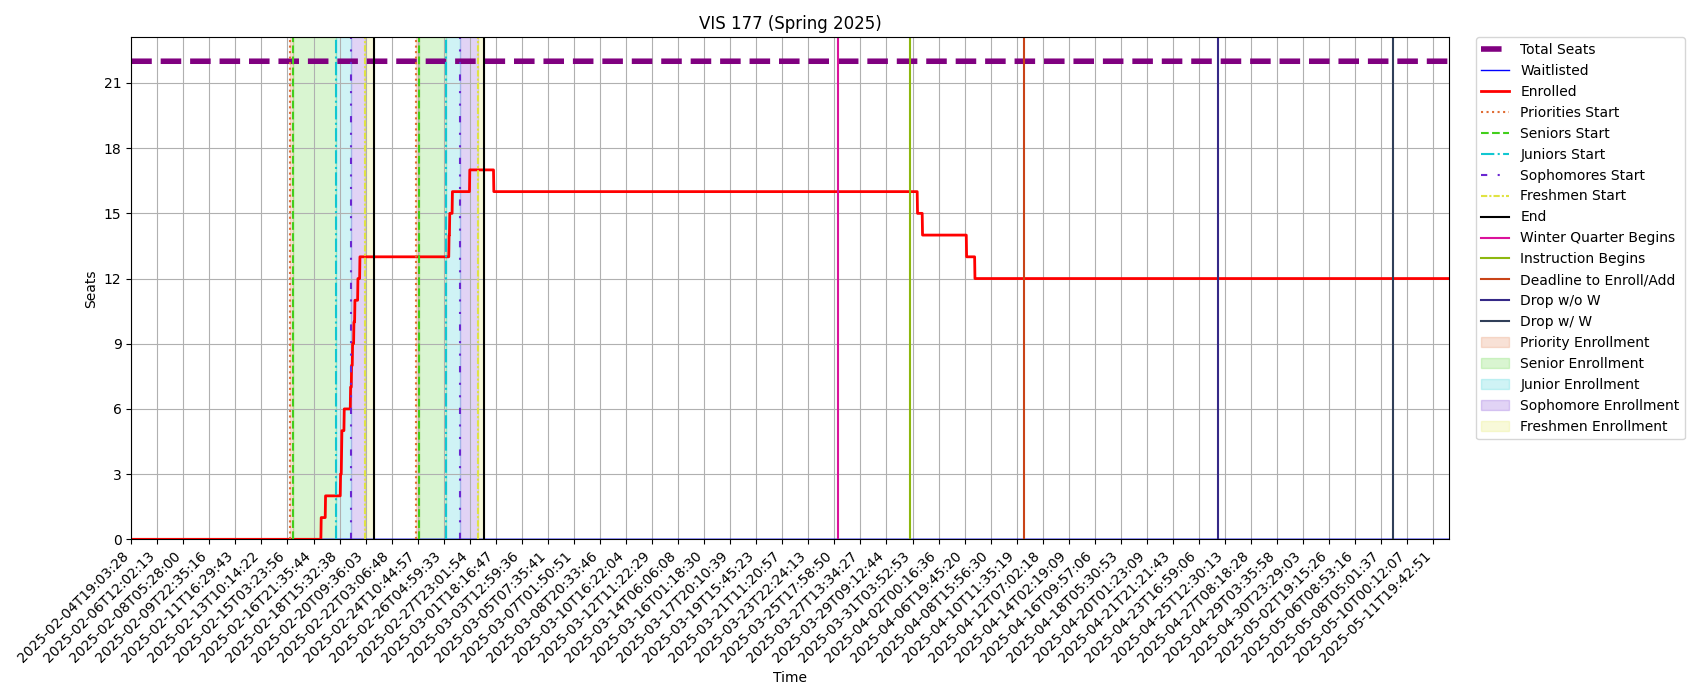 VIS 177 (Spring 2025)
Seats
21
18
15
12
9
6
3
0
2025-02-04T19:03:28
2025-02-06T12:02:13
2025-02-08T05:28:00
2025-02-09T22:35:16
2025-02-11T16:29:43
2025-02-13T10:14:22
2025-02-15T03:23:56
2025-02-16T21:35:44
2025-02-18T15:32:38
2025-02-20T09:36:03
2025-02-22T03:06:48
2025-02-24T10:44:57
2025-02-26T04:59:33
2025-02-27T23:01:54
2025-03-01T18:16:47
2025-03-03T12:59:36
2025-03-05T07:35:41
2025-03-07T01:50:51
2025-03-08T20:33:46
2025-03-10T16:22:04
2025-03-12T11:22:29
2025-03-14T06:06:08
2025-03-16T01:18:30
2025-03-17T20:10:39
2025-03-19T15:45:23
2025-03-21T11:20:57
2025-03-23T07:24:13
2025-03-25T17:58:50
2025-03-27T13:34:27
2025-03-29T09:12:44
2025-03-31T03:52:53
2025-04-02T00:16:36
2025-04-06T19:45:20
2025-04-08T15:56:30
2025-04-10T11:35:19
2025-04-12T07:02:18
2025-04-14T02:19:09
2025-04-16T09:57:06
2025-04-18T05:30:53
2025-04-20T01:23:09
2025-04-21T21:21:43
2025-04-23T16:59:06
2025-04-25T12:30:13
2025-04-27T08:18:28
2025-04-29T03:35:58
2025-04-30T23:29:03
2025-05-02T19:15:26
2025-05-06T08:53:16
2025-05-08T05:01:37
2025-05-10T00:12:07
2025-05-11T19:42:51
Time
Total Seats
Waitlisted
Enrolled
Priorities Start
Seniors Start
Juniors Start
Sophomores Start
Freshmen Start
End
Winter Quarter Begins
Instruction Begins
Deadline to Enroll/Add
Drop w/o W
Drop w/ W
Priority Enrollment
Senior Enrollment
Junior Enrollment
Sophomore Enrollment
Freshmen Enrollment